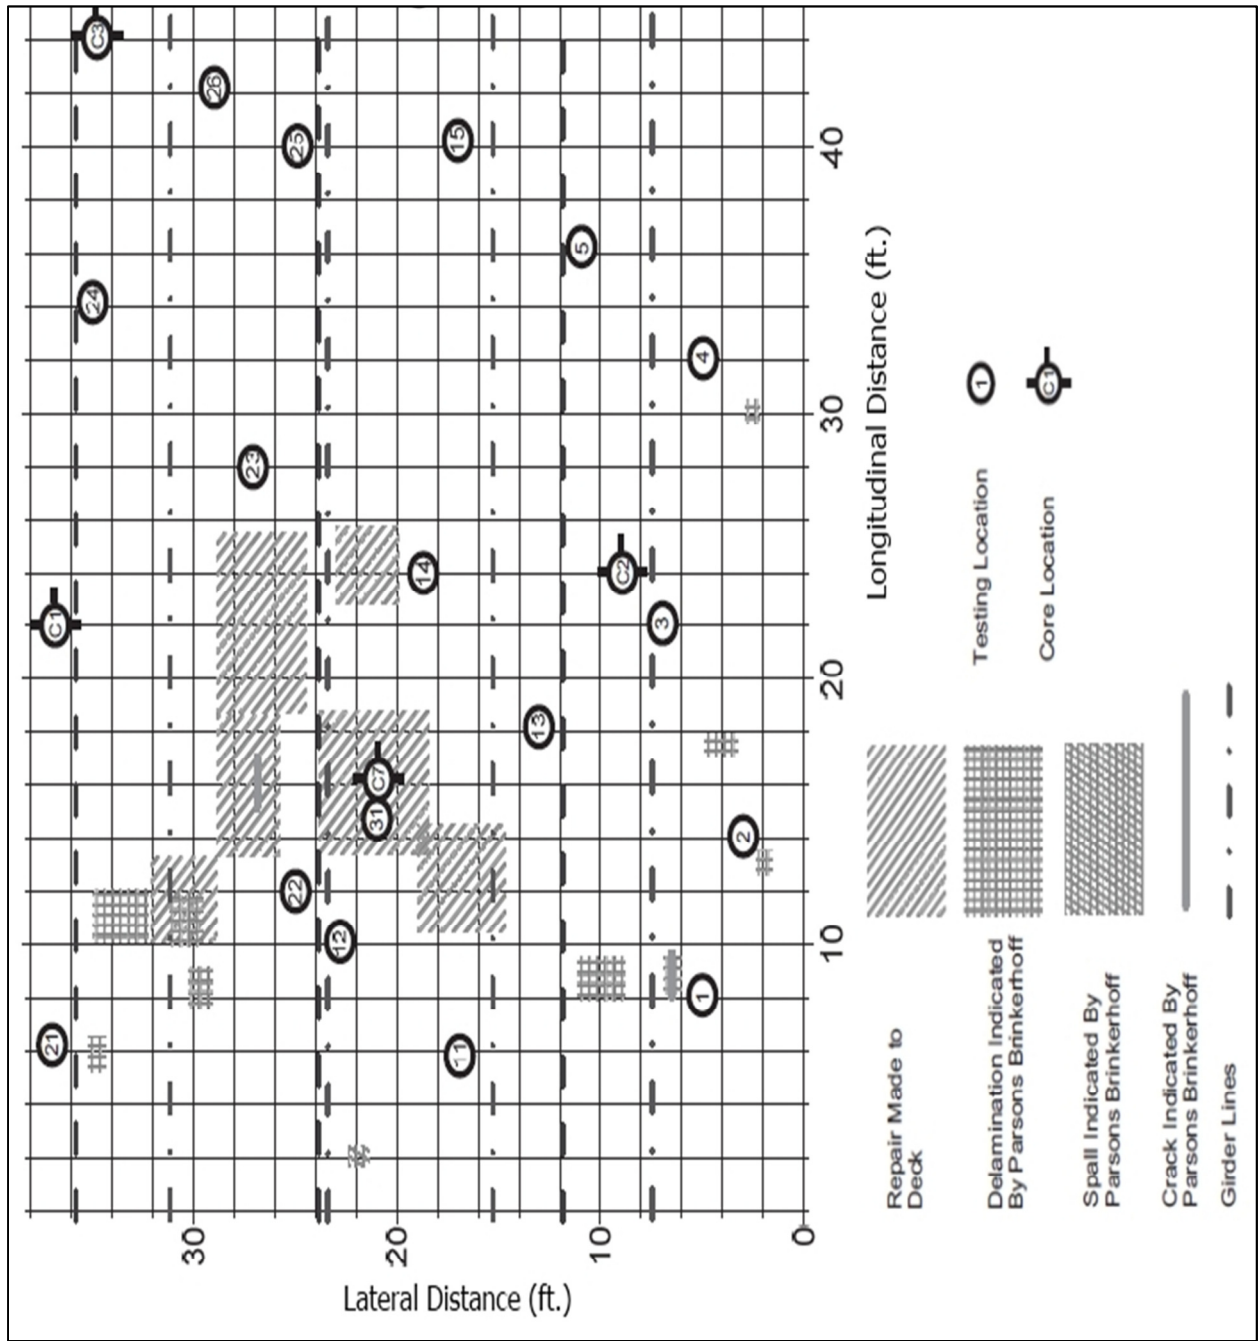 C3
26
25
15
40
24
5
4
30
23
14
C2
C1
3
20
13
C7
31
2
22
12
10
1
21
11
30
20
10
0
Lateral Distance (ft.)
Longitudinal Distance (ft.)
Repair Made to
Deck
Delamination Indicated
By Parsons Brinkerhoff
Spall Indicated By
Parsons Brinkerhoff
Crack Indicated By
Parsons Brinkerhoff
Girder Lines
Testing Location
1
Core Location
C1